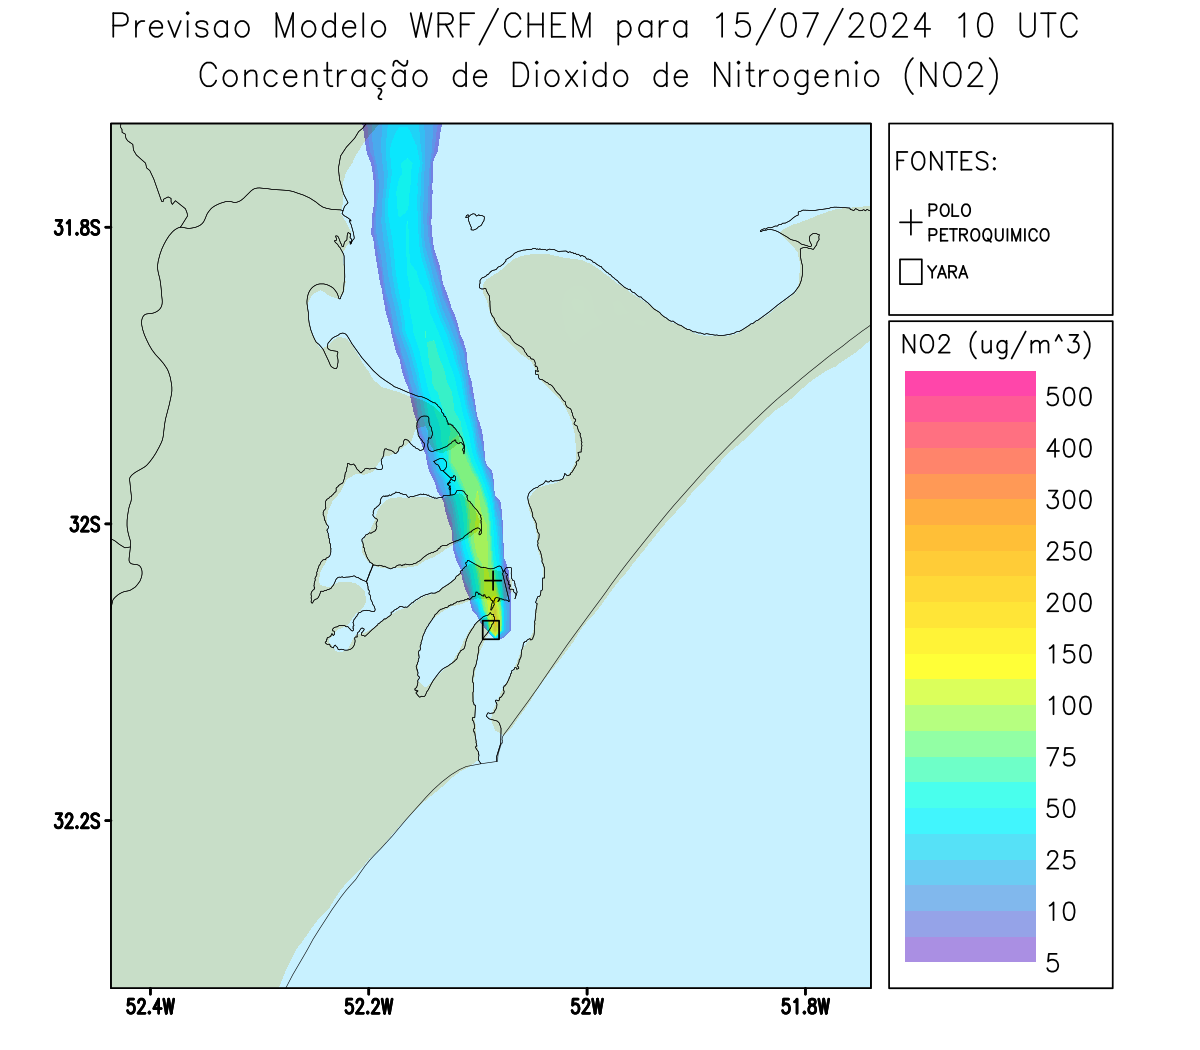 Previsao Modelo WRF/CHEM para 15/07/2024 10 UTC
Concentração de Dioxido de Nitrogenio (NO2)
FONTES:
POLO
PETROQUIMICO
YARA
31.8S
32S
32.2S
52.4W
52.2W
52W
51.8W
NO2 (ug/m^3)
500
400
300
250
200
150
100
75
50
25
10
5